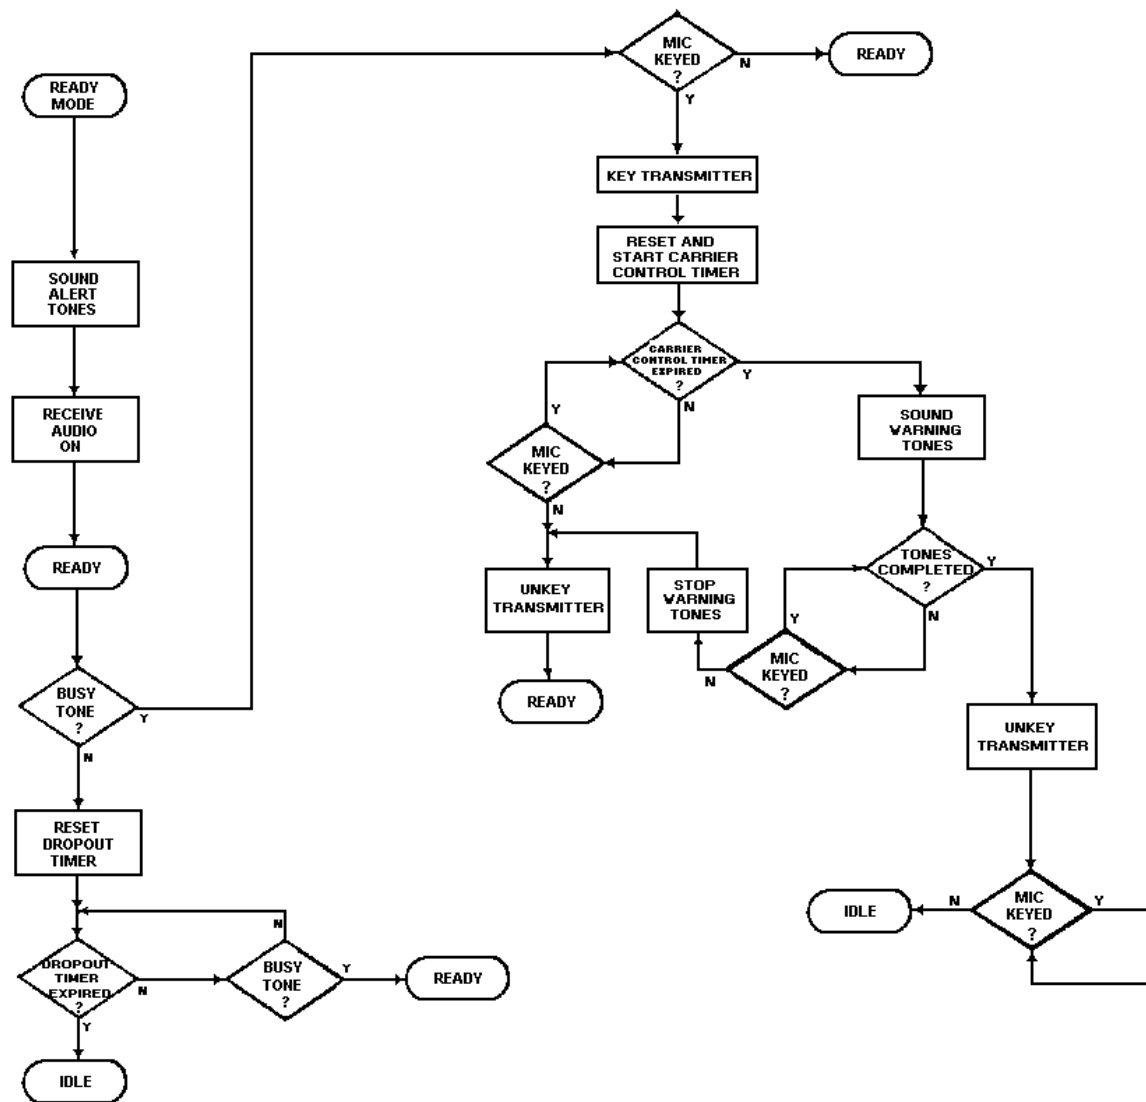 READY
MODE
SOUND
ALERT
TONES
RECEIVE
AUDIO
ON
READY
BUSY
TONE
?
Y
N
RESET
DROPOUT
TIMER
DROPOUT
TIMER
EXPIRED
?
N
Y
IDLE
BUSY
TONE
?
N
Y
READY
MIC
KEYED
?
N
Y
READY
KEY TRANSMITTER
RESET AND
START CARRIER
CONTROL TIMER
CARRIER
CONTROL TIMER
EXPIRED
?
Y
N
MIC
KEYED
?
Y
N
UNKEY
TRANSMITTER
READY
SOUND
WARNING
TONES
TONES
COMPLETED
?
Y
N
MIC
KEYED
?
Y
N
STOP
WARNING
TONES
UNKEY
TRANSMITTER
MIC
KEYED
?
N
Y
IDLE